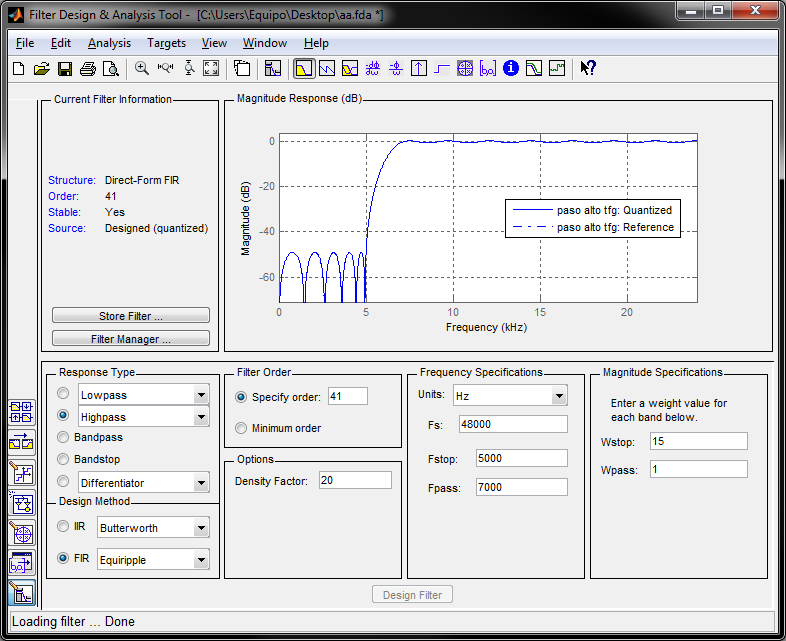 Filter Design & Analysis Tool - [C:\Users\Equipo\Desktop\aa.fda *]
File Edit Analysis Targets View Window Help
Current Filter Information
Structure: Direct-Form FIR
Order: 41
Stable: Yes
Source: Designed (quantized)
Store Filter ...
Filter Manager ...
Magnitude Response (dB)
0
-20
-40
-60
Magnitude (dB)
0 5 10 15 20
Frequency (kHz)
paso alto tfg: Quantized
paso alto tfg: Reference
Response Type
Lowpass
Highpass
Bandpass
Bandstop
Differentiator
Design Method
IIR Butterworth
FIR Equiripple
Filter Order
Specify order: 41
Minimum order
Options
Density Factor: 20
Frequency Specifications
Units: Hz
Fs: 48000
Fstop: 5000
Fpass: 7000
Magnitude Specifications
Enter a weight value for
each band below.
Wstop: 15
Wpass: 1
Design Filter
Loading filter ... Done